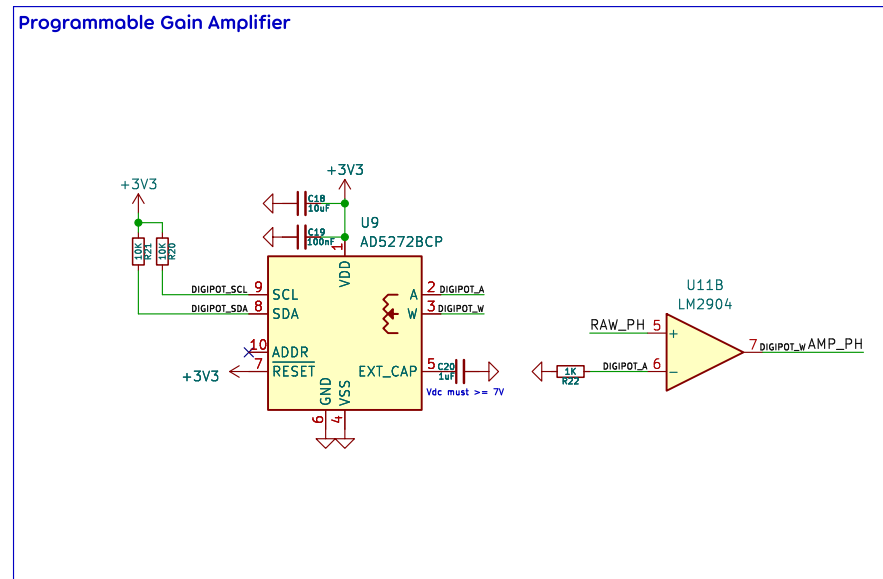 Programmable Gain Amplifier
+3V3
+3V3
C18
10uF
C19
100nF
U9
AD5272BCP
10K
R21
10K
R20
1
VDD
DIGIPOT_SCL 9 SCL
A 2 DIGIPOT_A
DIGIPOT_SDA 8 SDA
W 3 DIGIPOT_W
10 ADDR
+3V3 7 RESET
EXT_CAP 5 C20
1uF
Vdc must >= 7V
GND
VSS
6
4
U11B
LM2904
RAW_PH 5 +
7 DIGIPOT_W AMP_PH
DIGIPOT_A 6 -
1K
R22